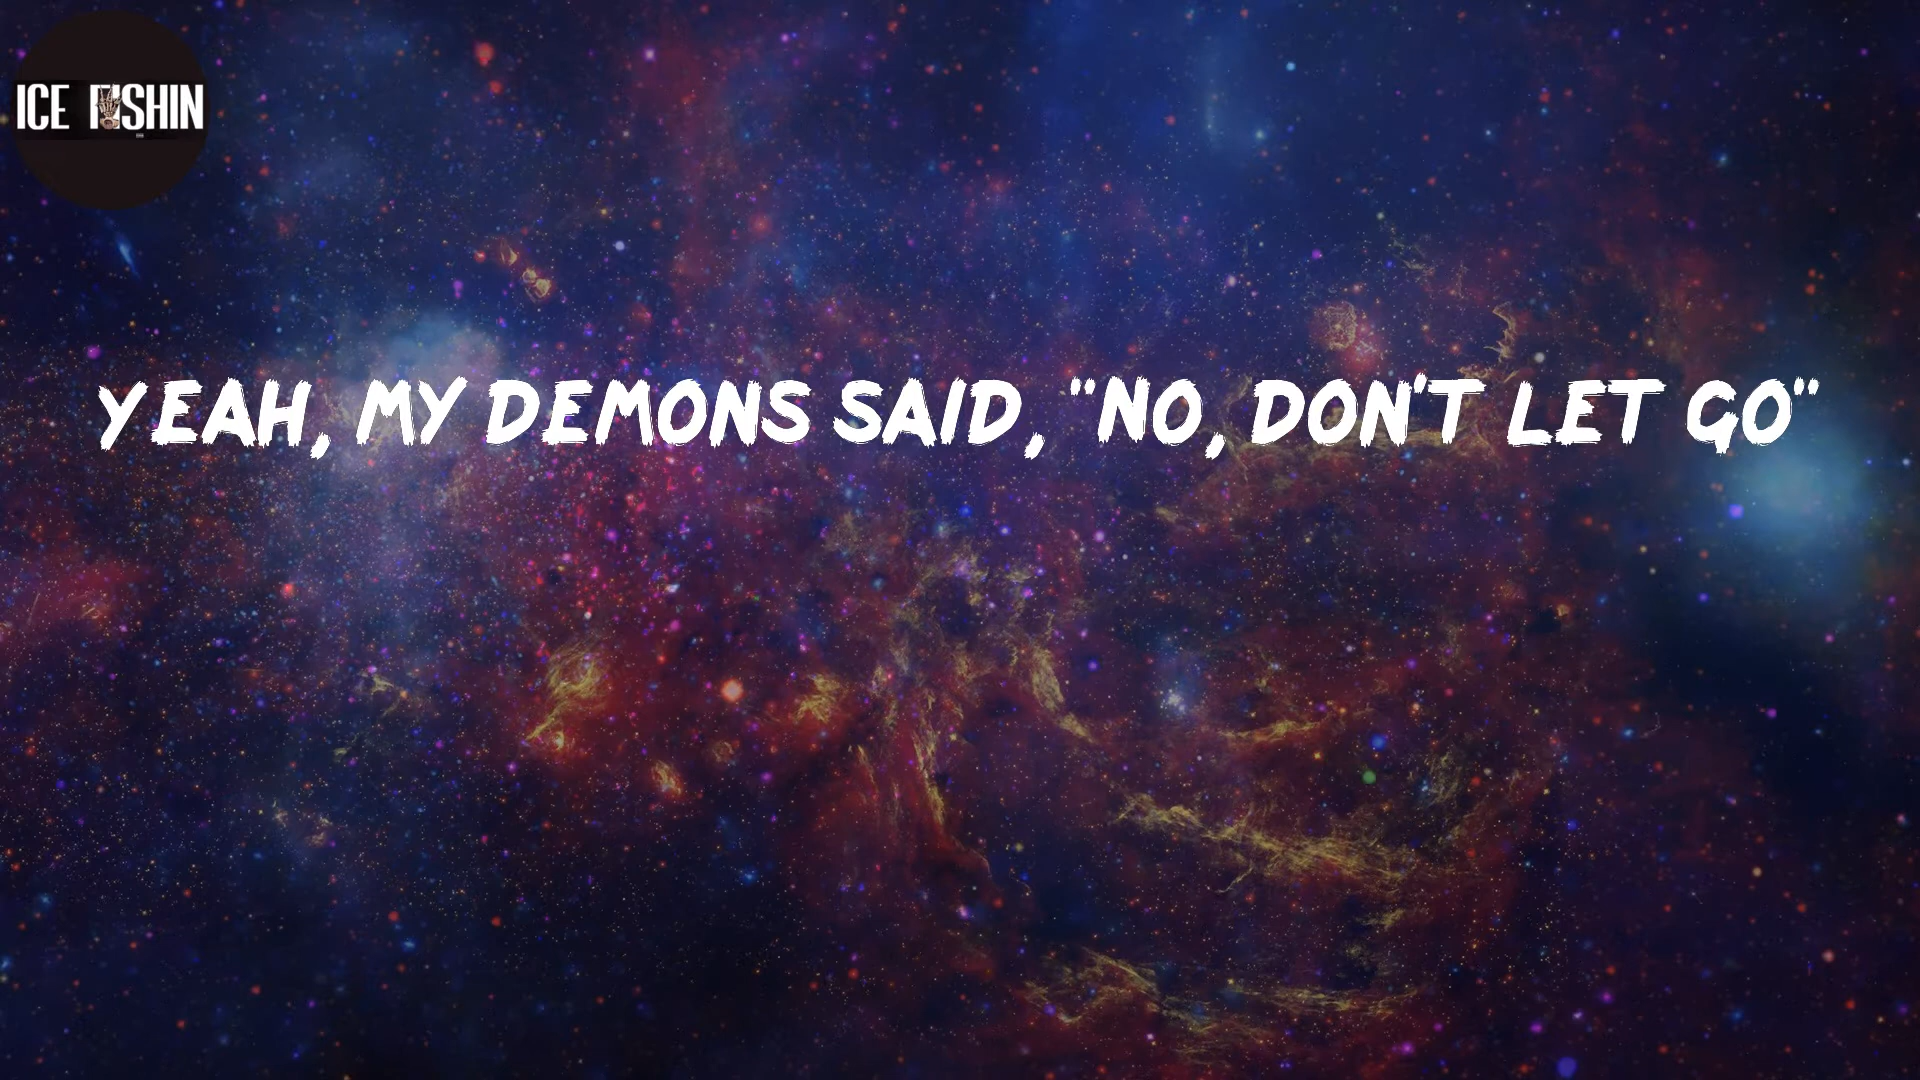 ICE FISHIN
YEAH, MY DEMONS SAID, "NO, DON'T LET GO"